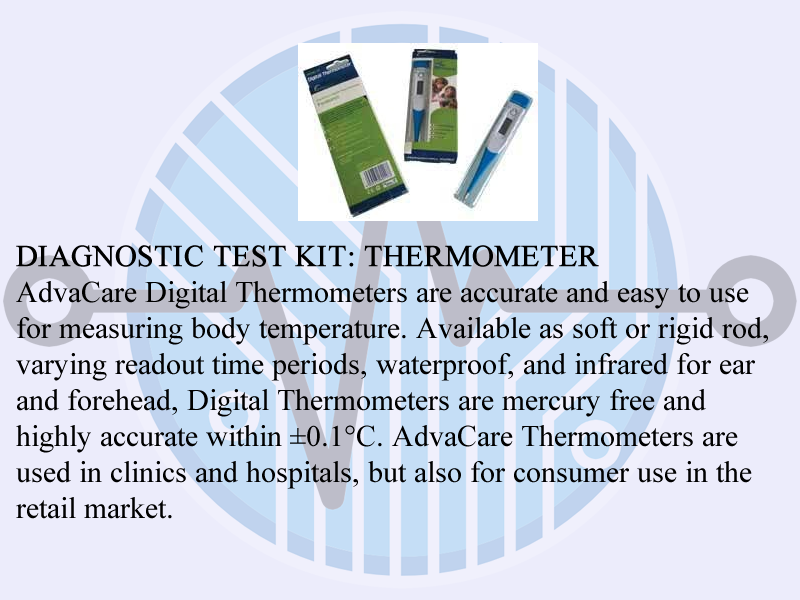 Digital Thermometer
DIAGNOSTIC TEST KIT: THERMOMETER
AdvaCare Digital Thermometers are accurate and easy to use
for measuring body temperature. Available as soft or rigid rod,
varying readout time periods, waterproof, and infrared for ear
and forehead, Digital Thermometers are mercury free and
highly accurate within ±0.1°C. AdvaCare Thermometers are
used in clinics and hospitals, but also for consumer use in the
retail market.